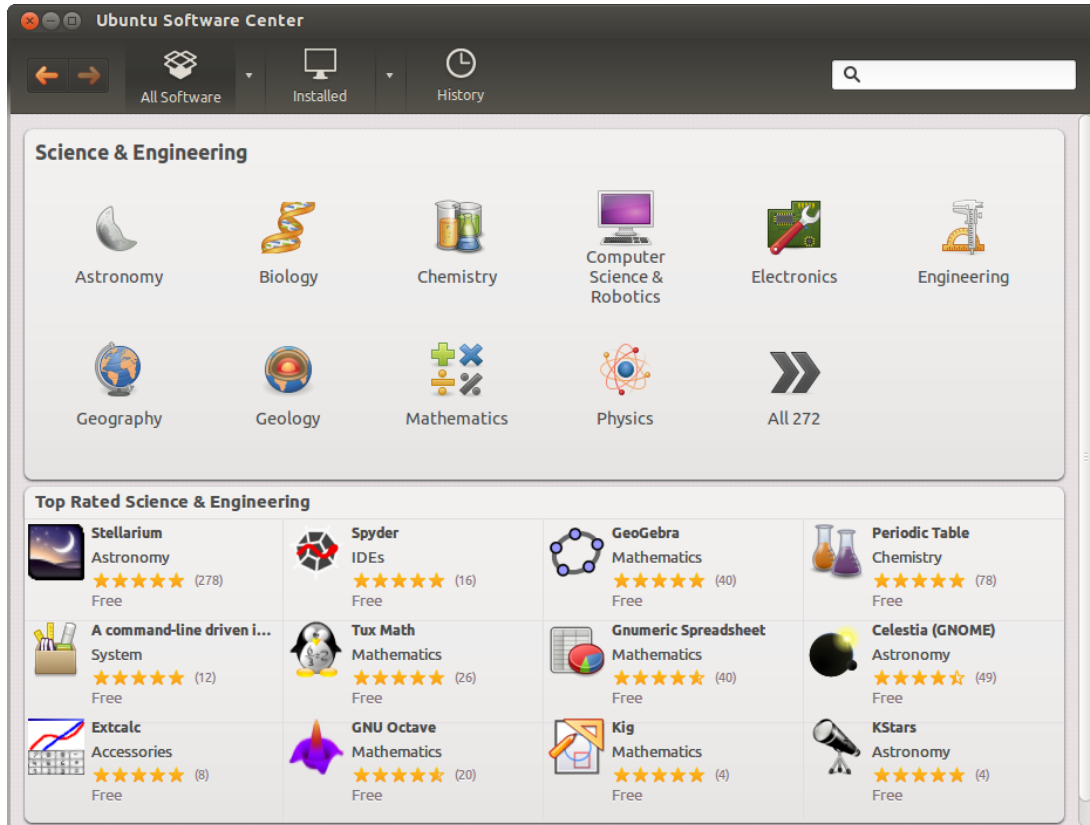 Ubuntu Software Center
All Software
Installed
History
Science & Engineering
Astronomy
Biology
Chemistry
Computer
Science &
Robotics
Electronics
Engineering
Geography
Geology
Mathematics
Physics
All 272
Top Rated Science & Engineering
Stellarium
Astronomy
(278)
Free
Spyder
IDEs
(16)
Free
GeoGebra
Mathematics
(40)
Free
Periodic Table
Chemistry
(78)
Free
A command-line driven i...
System
(12)
Free
Tux Math
Mathematics
(26)
Free
Gnumeric Spreadsheet
Mathematics
(40)
Free
Celestia (GNOME)
Astronomy
(49)
Free
Extcalc
Accessories
(8)
Free
GNU Octave
Mathematics
(20)
Free
Kig
Mathematics
(4)
Free
KStars
Astronomy
(4)
Free